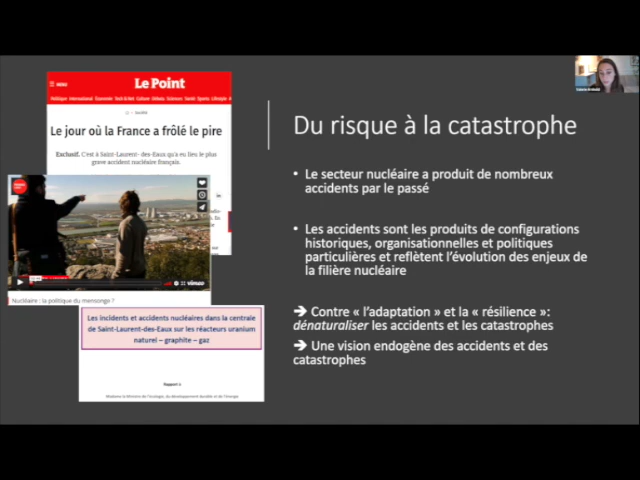 MENU
Le Point
Politique International Économie Tech & Net Culture Débats Sciences Santé Sports Lifestyle
Société
Le jour où la France a frôlé le pire
Exclusif. C'est à Saint-Laurent-des-Eaux qu'a eu lieu le plus
grave accident nucléaire français.
vimeo
Nucléaire : la politique du mensonge ?
Les incidents et accidents nucléaires dans la centrale
de Saint-Laurent-des-Eaux sur les réacteurs uranium
naturel – graphite – gaz
Rapport à
Madame la Ministre de l'écologie, du développement durable et de l'énergie
Du risque à la catastrophe
• Le secteur nucléaire a produit de nombreux
accidents par le passé
• Les accidents sont les produits de configurations
historiques, organisationnelles et politiques
particulières et reflètent l'évolution des enjeux de
la filière nucléaire
➔ Contre « l'adaptation » et la « résilience »:
dénaturaliser les accidents et les catastrophes
➔ Une vision endogène des accidents et des
catastrophes